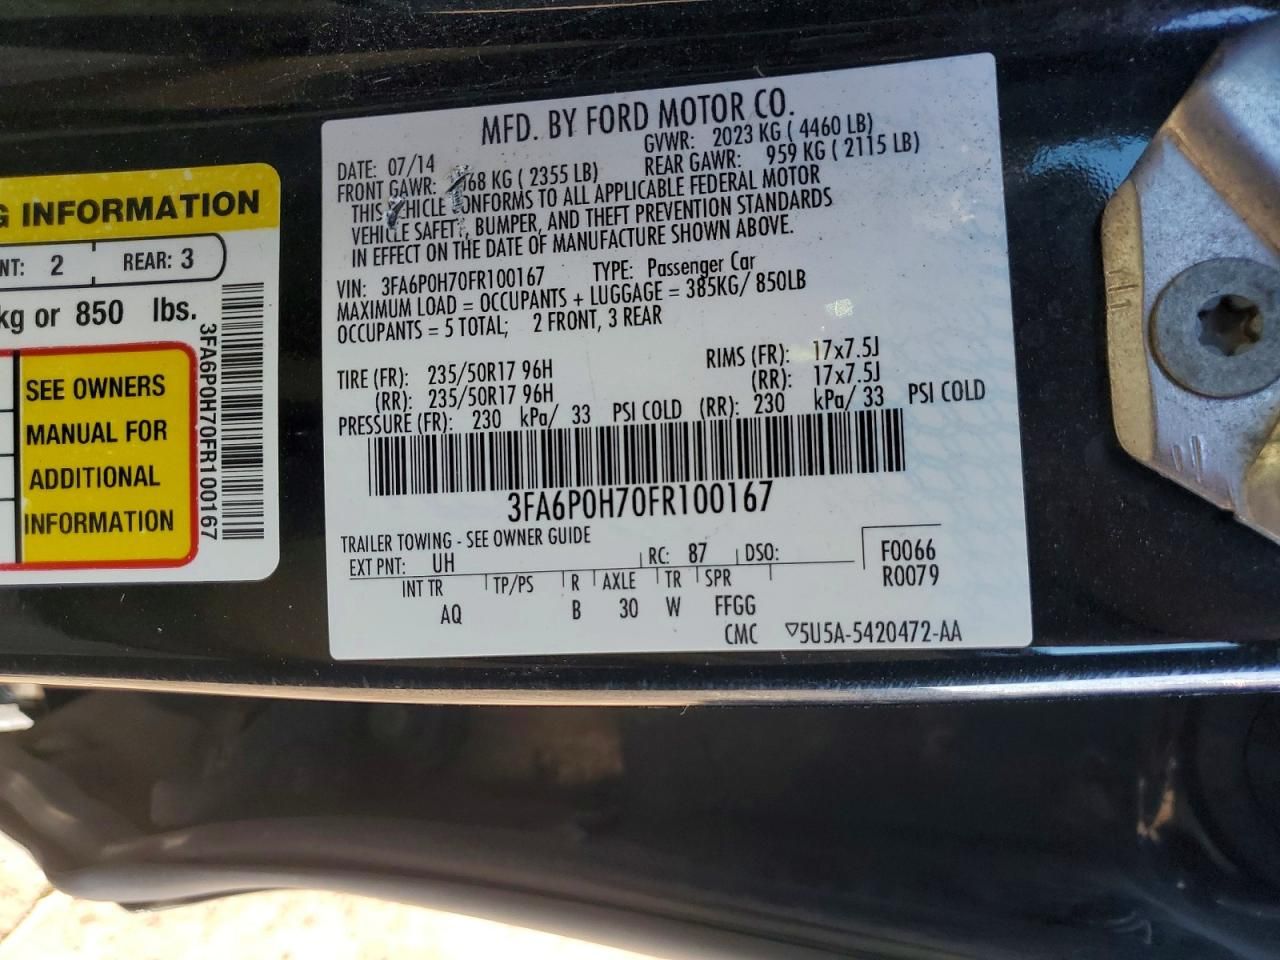 G INFORMATION
NT: 2 REAR: 3
kg or 850 lbs.
SEE OWNERS
MANUAL FOR
ADDITIONAL
INFORMATION
3FA6P0H70FR100167
MFD. BY FORD MOTOR CO.
DATE: 07/14 GVWR: 2023 KG ( 4460 LB)
FRONT GAWR: 68 KG ( 2355 LB) REAR GAWR: 959 KG ( 2115 LB)
THIS VEHICLE CONFORMS TO ALL APPLICABLE FEDERAL MOTOR
VEHICLE SAFETY, BUMPER, AND THEFT PREVENTION STANDARDS
IN EFFECT ON THE DATE OF MANUFACTURE SHOWN ABOVE.
VIN: 3FA6P0H70FR100167 TYPE: Passenger Car
MAXIMUM LOAD = OCCUPANTS + LUGGAGE = 385KG/ 850LB
OCCUPANTS = 5 TOTAL; 2 FRONT, 3 REAR
TIRE (FR): 235/50R17 96H RIMS (FR): 17x7.5J
(RR): 235/50R17 96H (RR): 17x7.5J
PRESSURE (FR): 230 kPa/ 33 PSI COLD (RR): 230 kPa/ 33 PSI COLD
3FA6P0H70FR100167
TRAILER TOWING - SEE OWNER GUIDE
EXT PNT: UH RC: 87 DSO: F0066
INT TR TP/PS R AXLE TR SPR R0079
AQ B 30 W FFGG
CMC ▽5U5A-5420472-AA